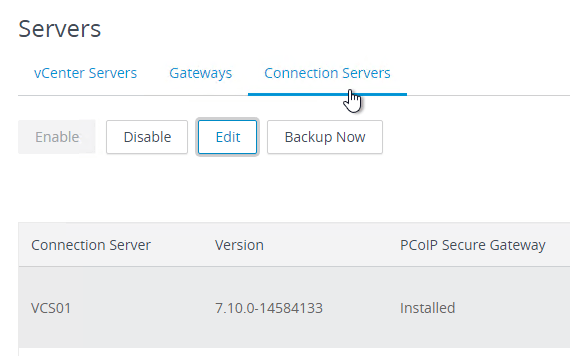 Servers
vCenter Servers Gateways Connection Servers
Enable Disable Edit Backup Now
Connection Server Version PCoIP Secure Gateway
VCS01 7.10.0-14584133 Installed